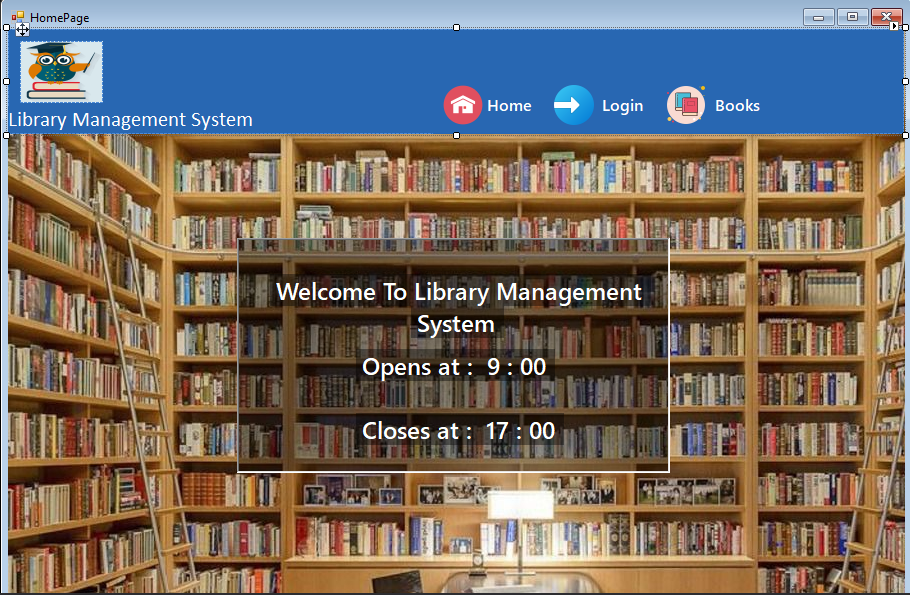 HomePage
Library Management System
Home
Login
Books
Welcome To Library Management
System
Opens at : 9 : 00
Closes at : 17 : 00